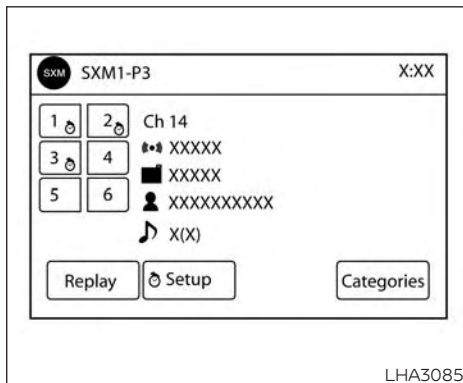 SXM SXM1-P3 X:XX
1 2 Ch 14
XXXXX
3 4
XXXXX
5 6 XXXXXXXXXX
X(X)
Replay Setup Categories
LHA3085